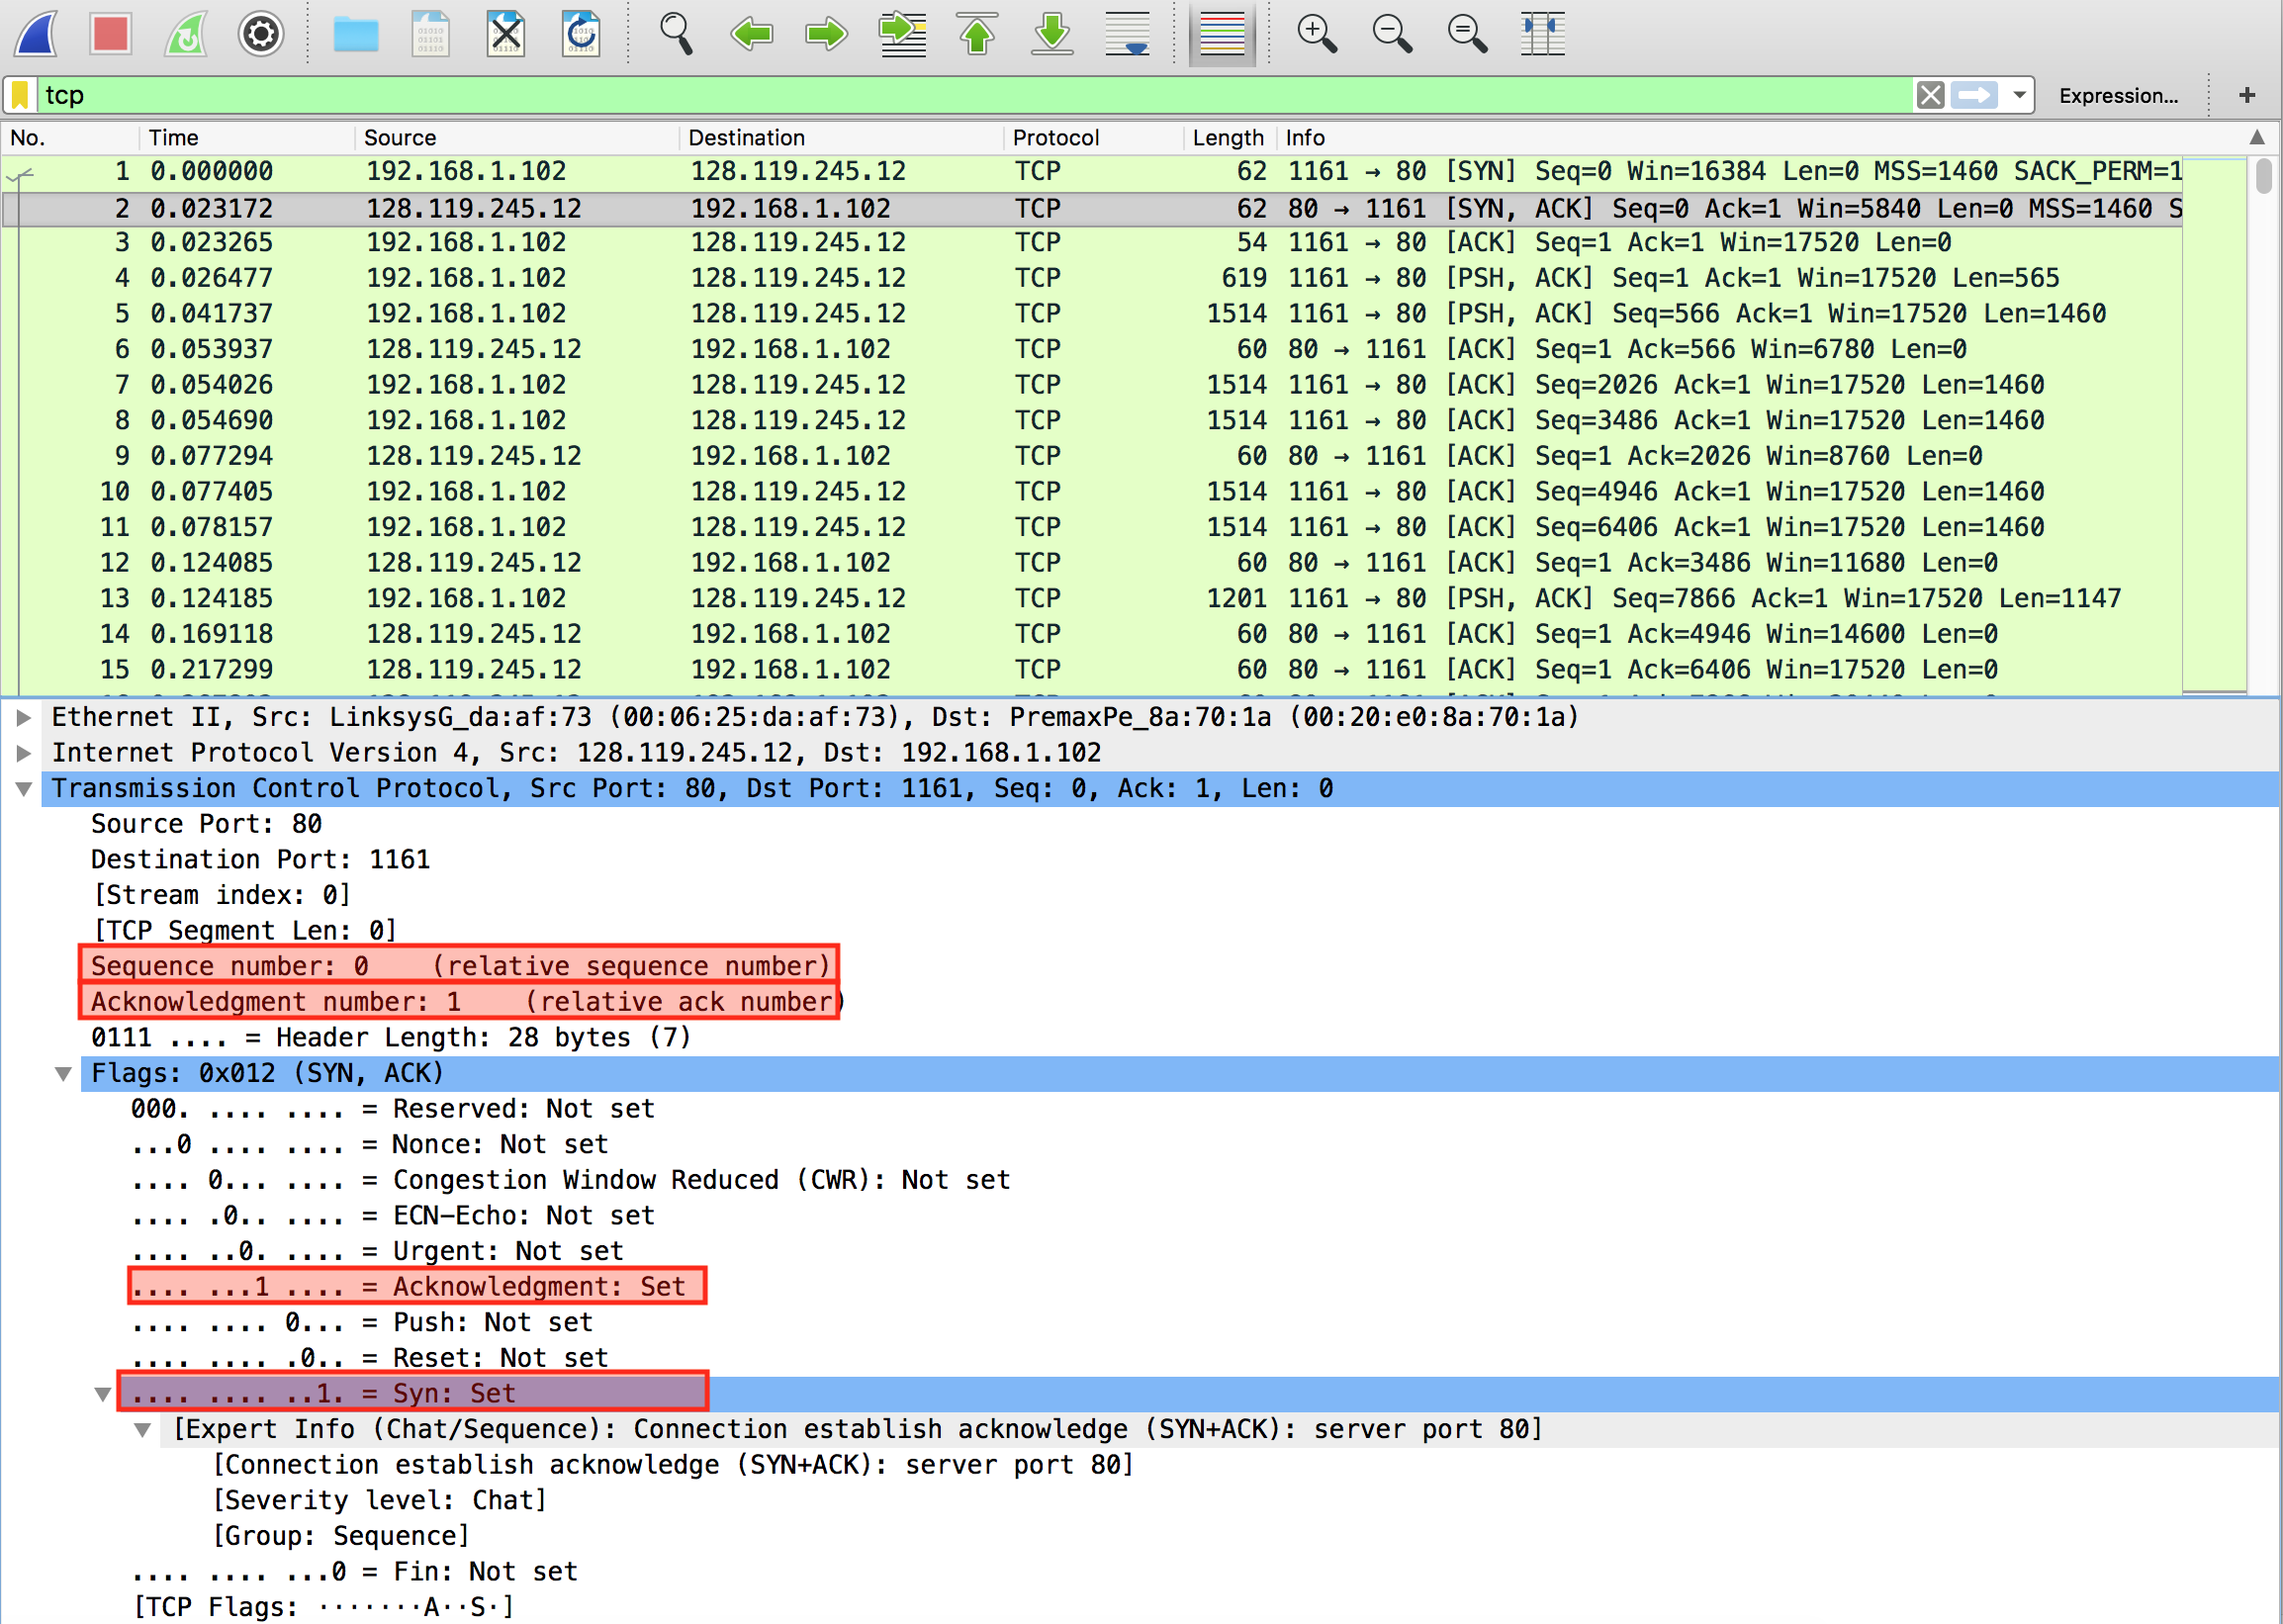 tcp
Expression...
+
No. Time Source Destination Protocol Length Info
1 0.000000 192.168.1.102 128.119.245.12 TCP 62 1161 → 80 [SYN] Seq=0 Win=16384 Len=0 MSS=1460 SACK_PERM=1
2 0.023172 128.119.245.12 192.168.1.102 TCP 62 80 → 1161 [SYN, ACK] Seq=0 Ack=1 Win=5840 Len=0 MSS=1460 S
3 0.023265 192.168.1.102 128.119.245.12 TCP 54 1161 → 80 [ACK] Seq=1 Ack=1 Win=17520 Len=0
4 0.026477 192.168.1.102 128.119.245.12 TCP 619 1161 → 80 [PSH, ACK] Seq=1 Ack=1 Win=17520 Len=565
5 0.041737 192.168.1.102 128.119.245.12 TCP 1514 1161 → 80 [PSH, ACK] Seq=566 Ack=1 Win=17520 Len=1460
6 0.053937 128.119.245.12 192.168.1.102 TCP 60 80 → 1161 [ACK] Seq=1 Ack=566 Win=6780 Len=0
7 0.054026 192.168.1.102 128.119.245.12 TCP 1514 1161 → 80 [ACK] Seq=2026 Ack=1 Win=17520 Len=1460
8 0.054690 192.168.1.102 128.119.245.12 TCP 1514 1161 → 80 [ACK] Seq=3486 Ack=1 Win=17520 Len=1460
9 0.077294 128.119.245.12 192.168.1.102 TCP 60 80 → 1161 [ACK] Seq=1 Ack=2026 Win=8760 Len=0
10 0.077405 192.168.1.102 128.119.245.12 TCP 1514 1161 → 80 [ACK] Seq=4946 Ack=1 Win=17520 Len=1460
11 0.078157 192.168.1.102 128.119.245.12 TCP 1514 1161 → 80 [ACK] Seq=6406 Ack=1 Win=17520 Len=1460
12 0.124085 128.119.245.12 192.168.1.102 TCP 60 80 → 1161 [ACK] Seq=1 Ack=3486 Win=11680 Len=0
13 0.124185 192.168.1.102 128.119.245.12 TCP 1201 1161 → 80 [PSH, ACK] Seq=7866 Ack=1 Win=17520 Len=1147
14 0.169118 128.119.245.12 192.168.1.102 TCP 60 80 → 1161 [ACK] Seq=1 Ack=4946 Win=14600 Len=0
15 0.217299 128.119.245.12 192.168.1.102 TCP 60 80 → 1161 [ACK] Seq=1 Ack=6406 Win=17520 Len=0
Ethernet II, Src: LinksysG_da:af:73 (00:06:25:da:af:73), Dst: PremaxPe_8a:70:1a (00:20:e0:8a:70:1a)
Internet Protocol Version 4, Src: 128.119.245.12, Dst: 192.168.1.102
Transmission Control Protocol, Src Port: 80, Dst Port: 1161, Seq: 0, Ack: 1, Len: 0
Source Port: 80
Destination Port: 1161
[Stream index: 0]
[TCP Segment Len: 0]
Sequence number: 0 (relative sequence number)
Acknowledgment number: 1 (relative ack number)
0111 .... = Header Length: 28 bytes (7)
Flags: 0x012 (SYN, ACK)
000. .... .... = Reserved: Not set
...0 .... .... = Nonce: Not set
.... 0... .... = Congestion Window Reduced (CWR): Not set
.... .0.. .... = ECN-Echo: Not set
.... ..0. .... = Urgent: Not set
.... ...1 .... = Acknowledgment: Set
.... .... 0... = Push: Not set
.... .... .0.. = Reset: Not set
.... .... ..1. = Syn: Set
[Expert Info (Chat/Sequence): Connection establish acknowledge (SYN+ACK): server port 80]
[Connection establish acknowledge (SYN+ACK): server port 80]
[Severity level: Chat]
[Group: Sequence]
.... .... ...0 = Fin: Not set
[TCP Flags: ·······A··S·]